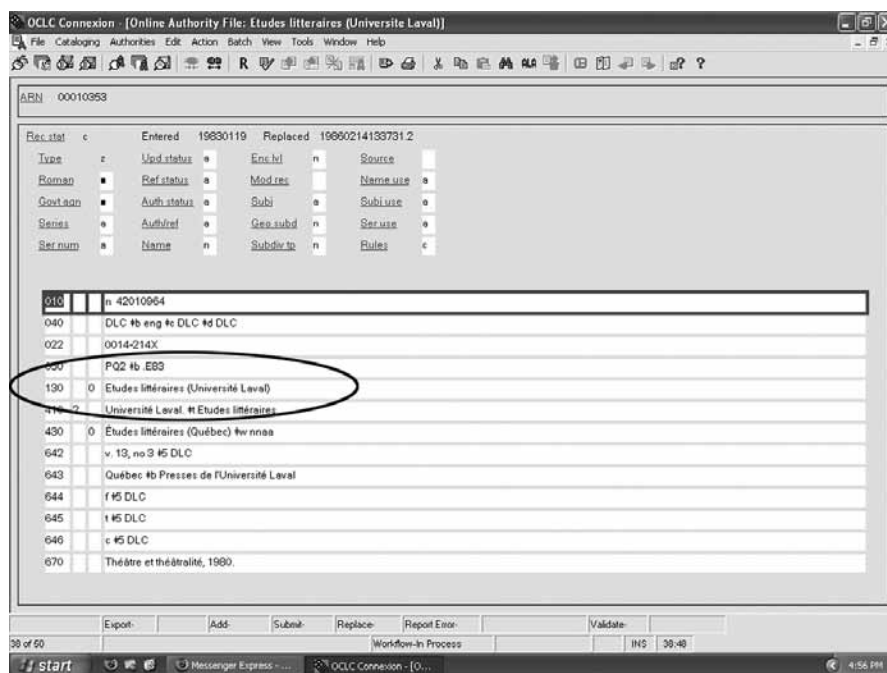 OCLC Connexion - [Online Authority File: Etudes litteraires (Universite Laval)]
File Cataloging Authorities Edit Action Batch View Tools Window Help
ARN 00010353
Rec stat c Entered 19830119 Replaced 19860214133731.2
Type z Upd status a Enc lvl n Source
Roman ■ Ref status a Mod rec Name use a
Govt agn ■ Auth status a Subj a Subj use a
Series a Auth/ref a Geo subd n Ser use a
Ser num a Name n Subdiv tp n Rules c
010 n 42010964
040 DLC ǂb eng ǂc DLC ǂd DLC
022 0014-214X
050 PQ2 ǂb .E83
130 0 Etudes littéraires (Université Laval)
410 2 Université Laval. ǂt Etudes littéraires
430 0 Études littéraires (Québec) ǂw nnaa
642 v. 13, no 3 ǂ5 DLC
643 Québec ǂb Presses de l'Université Laval
644 f ǂ5 DLC
645 t ǂ5 DLC
646 c ǂ5 DLC
670 Théâtre et théâtralité, 1980.
Export- Add- Submit- Replace- Report Error- Validate-
38 of 50 Workflow-In Process INS 38:48
start Messenger Express - ... OCLC Connexion - [O... 4:56 PM